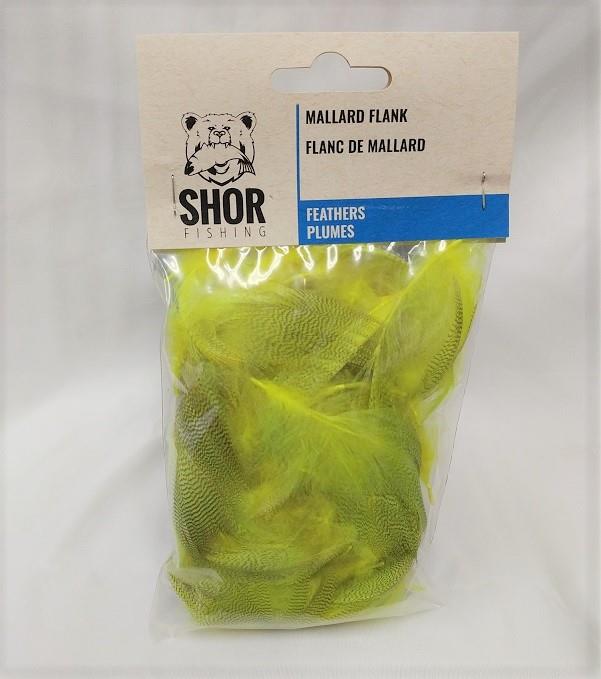 SHOR
FISHING
MALLARD FLANK
FLANC DE MALLARD
FEATHERS
PLUMES